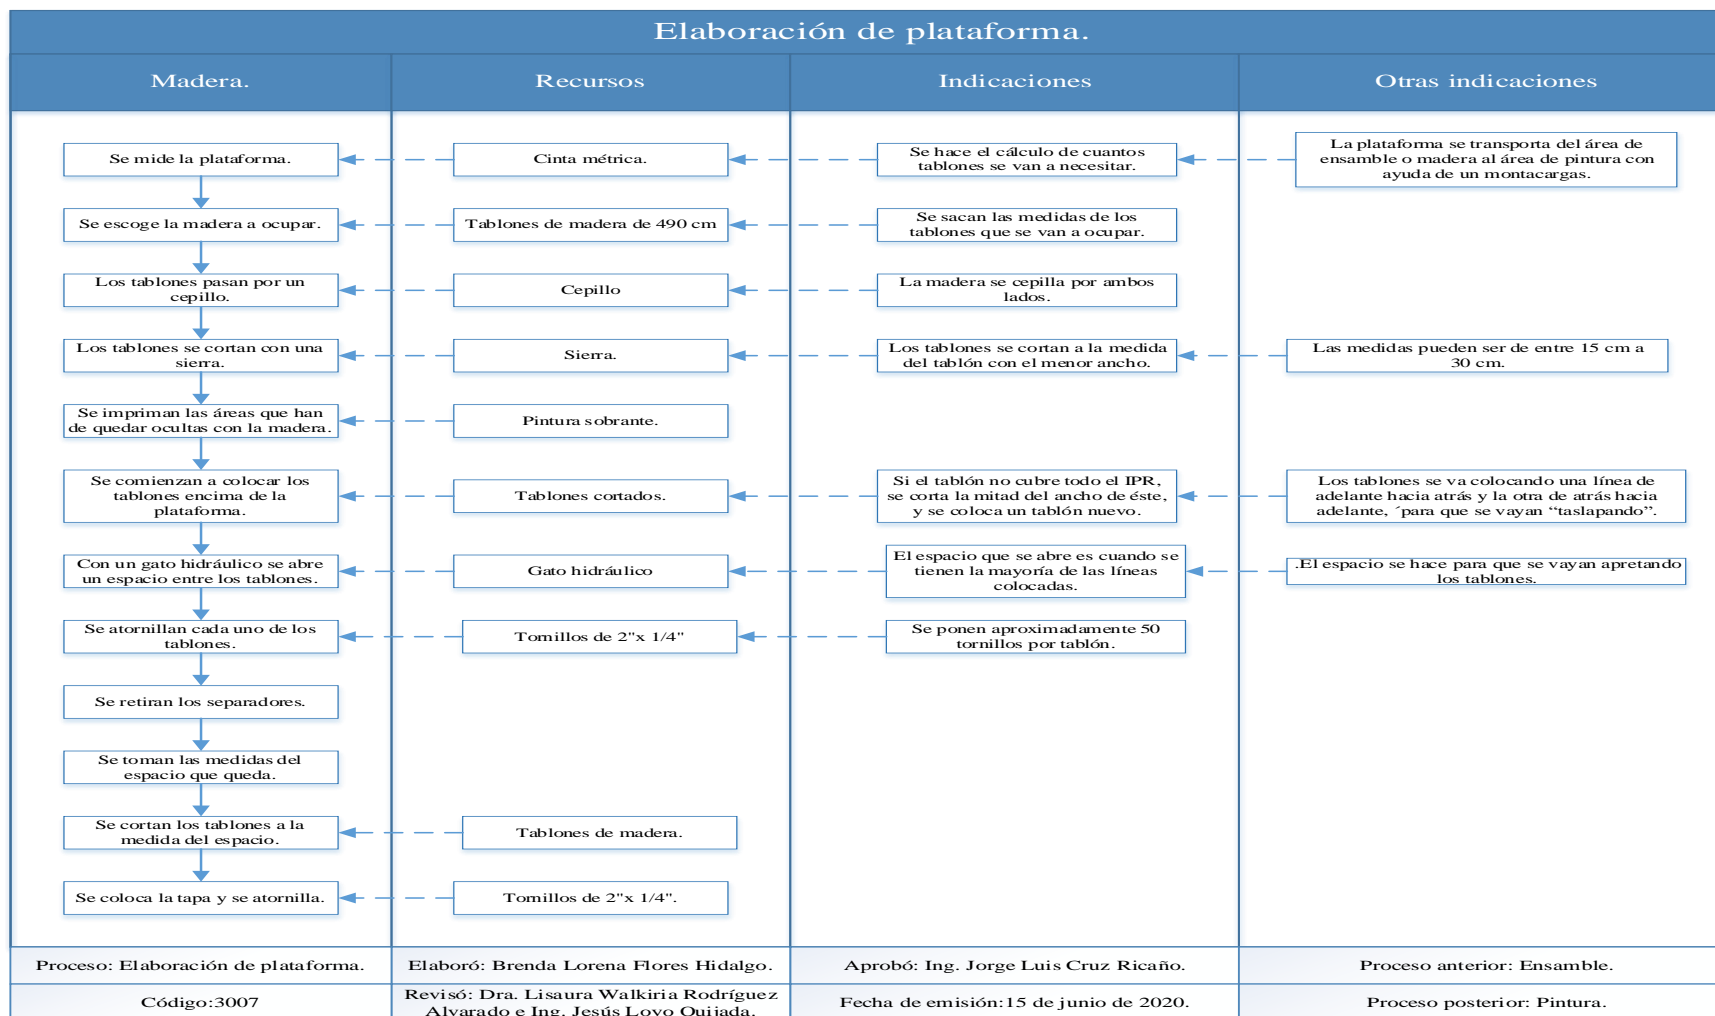 Elaboración de plataforma.
Madera.
Recursos
Indicaciones
Otras indicaciones
Se mide la plataforma.
Cinta métrica.
Se hace el cálculo de cuantos
tablones se van a necesitar.
La plataforma se transporta del área de
ensamble o madera al área de pintura con
ayuda de un montacargas.
Se escoge la madera a ocupar.
Tablones de madera de 490 cm
Se sacan las medidas de los
tablones que se van a ocupar.
Los tablones pasan por un
cepillo.
Cepillo
La madera se cepilla por ambos
lados.
Los tablones se cortan con una
sierra.
Sierra.
Los tablones se cortan a la medida
del tablón con el menor ancho.
Las medidas pueden ser de entre 15 cm a
30 cm.
Se impriman las áreas que han
de quedar ocultas con la madera.
Pintura sobrante.
Se comienzan a colocar los
tablones encima de la
plataforma.
Tablones cortados.
Si el tablón no cubre todo el IPR,
se corta la mitad del ancho de éste,
y se coloca un tablón nuevo.
Los tablones se va colocando una línea de
adelante hacia atrás y la otra de atrás hacia
adelante, ´para que se vayan “taslapando”.
Con un gato hidráulico se abre
un espacio entre los tablones.
Gato hidráulico
El espacio que se abre es cuando se
tienen la mayoría de las líneas
colocadas.
.El espacio se hace para que se vayan apretando
los tablones.
Se atornillan cada uno de los
tablones.
Tornillos de 2"x 1/4"
Se ponen aproximadamente 50
tornillos por tablón.
Se retiran los separadores.
Se toman las medidas del
espacio que queda.
Se cortan los tablones a la
medida del espacio.
Tablones de madera.
Se coloca la tapa y se atornilla.
Tornillos de 2"x 1/4".
Proceso: Elaboración de plataforma.
Elaboró: Brenda Lorena Flores Hidalgo.
Aprobó: Ing. Jorge Luis Cruz Ricaño.
Proceso anterior: Ensamble.
Código:3007
Revisó: Dra. Lisaura Walkiria Rodríguez
Alvarado e Ing. Jesús Loyo Quijada.
Fecha de emisión:15 de junio de 2020.
Proceso posterior: Pintura.